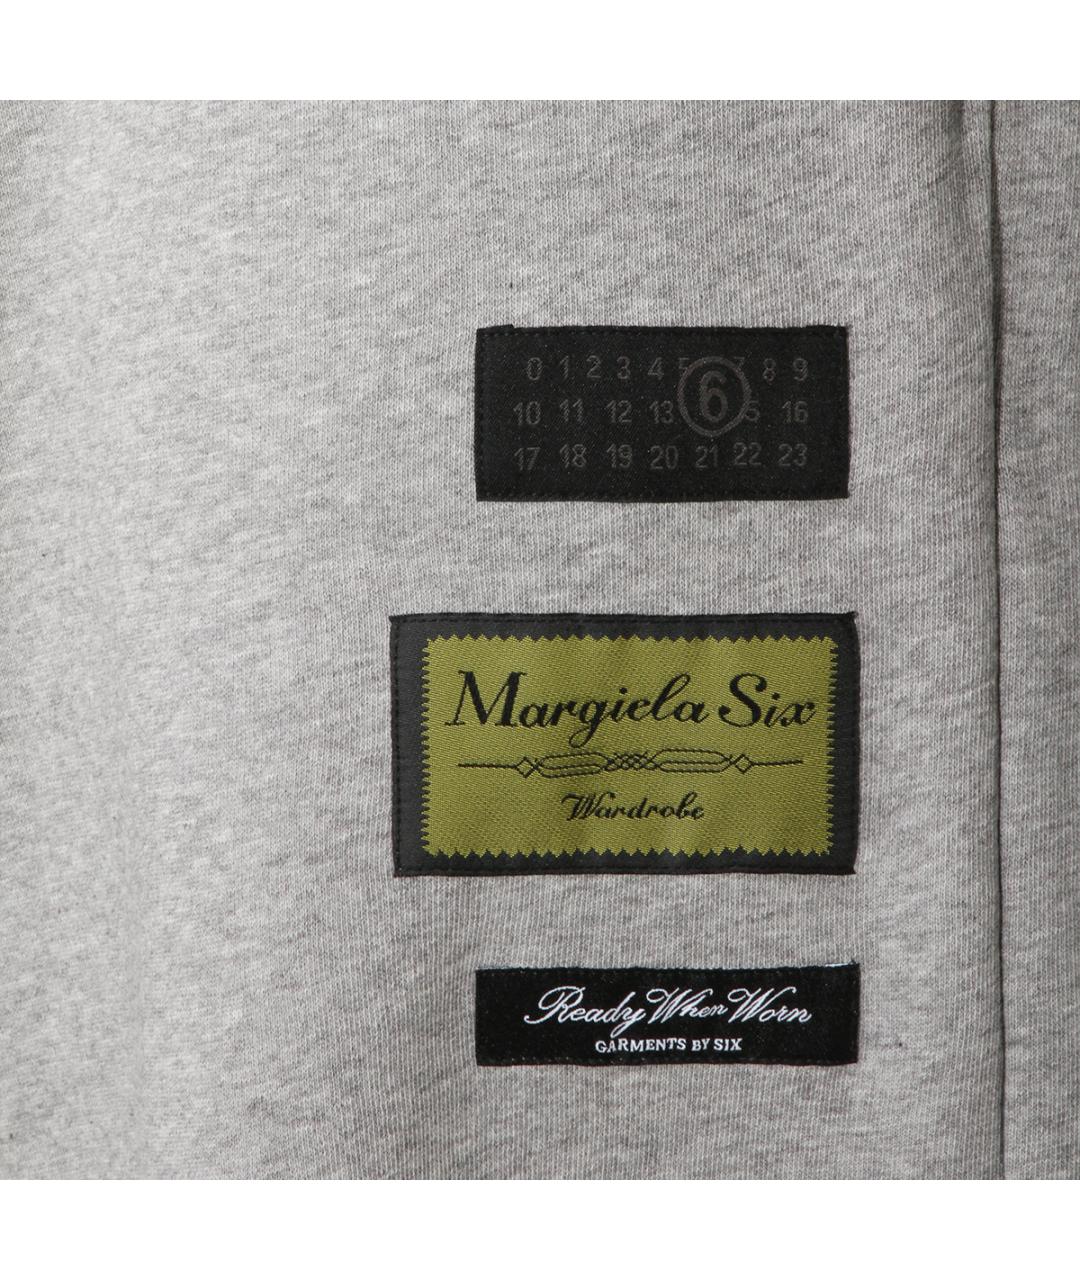 0 1 2 3 4 5 6 7 8 9
10 11 12 13 15 16
17 18 19 20 21 22 23
Margiela Six
Wardrobe
Ready When Worn
GARMENTS BY SIX